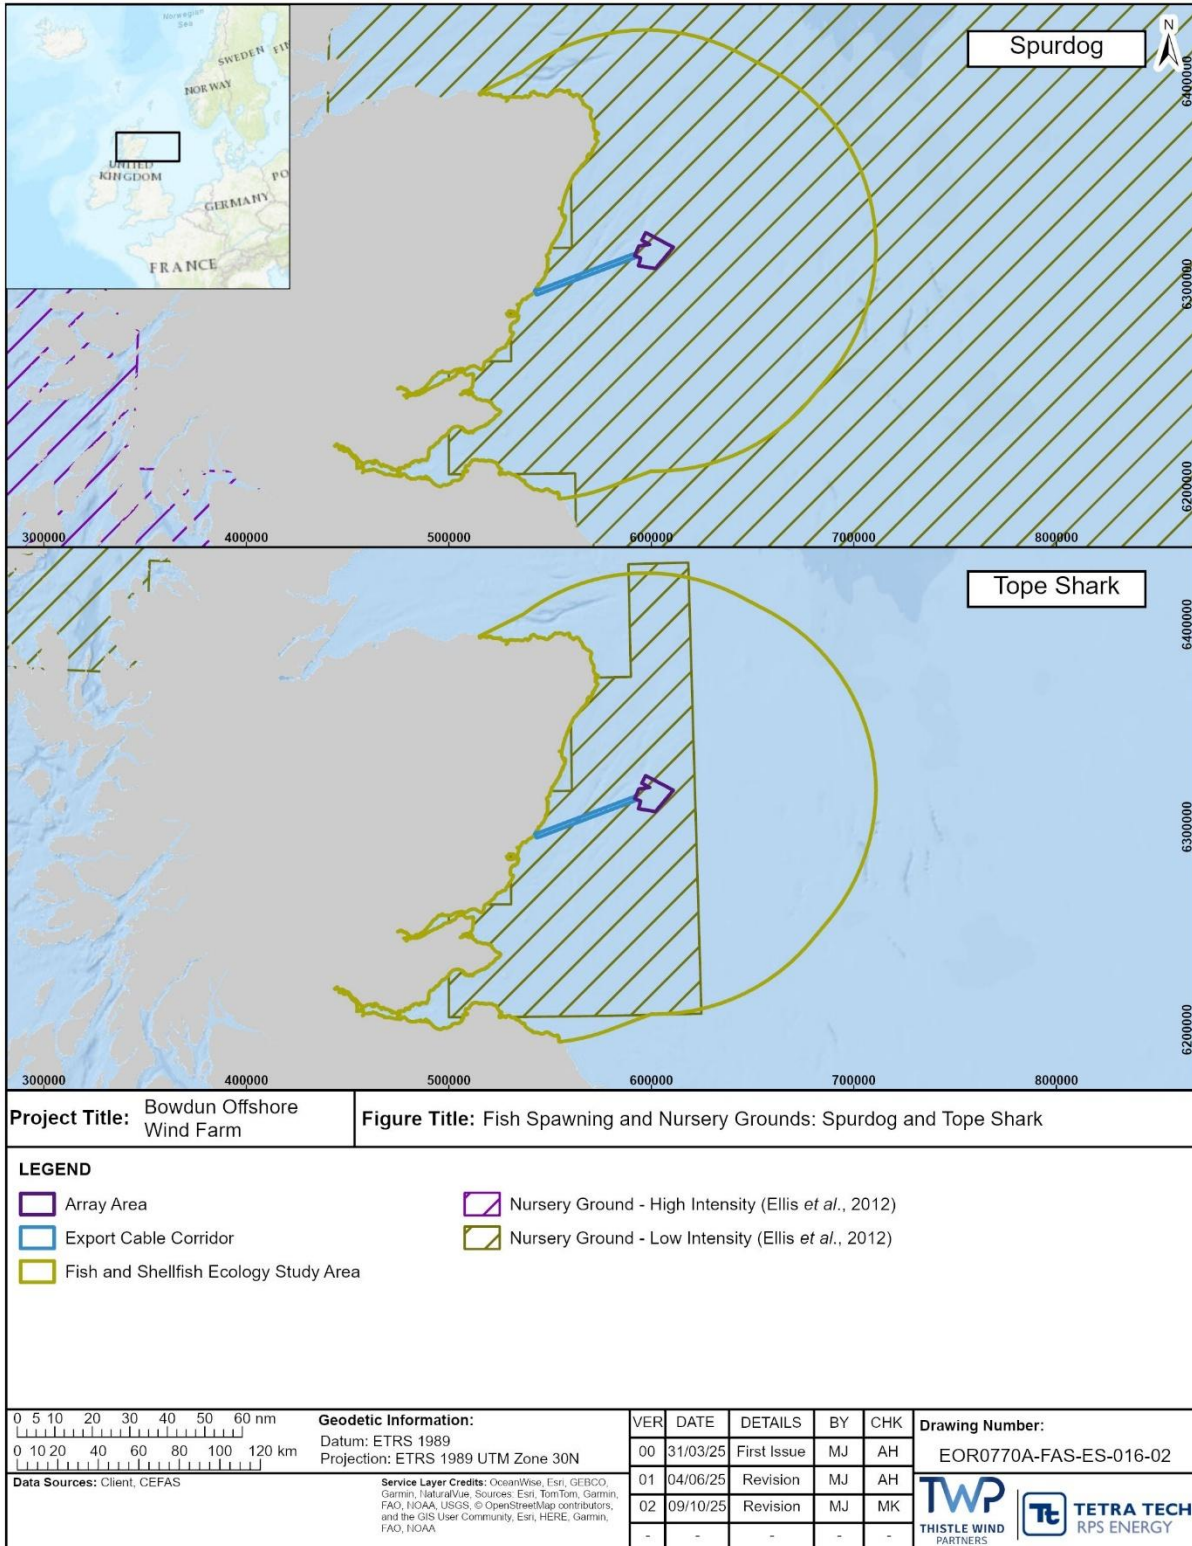 Norwegian
Sea
SWEDEN
FIN
NORWAY
UNITED
KINGDOM
PO
GERMANY
FRANCE
Spurdog
N
6400000
6300000
6200000
300000 400000 500000 600000 700000 800000
Tope Shark
6400000
6300000
6200000
300000 400000 500000 600000 700000 800000
Project Title: Bowdun Offshore
Wind Farm
Figure Title: Fish Spawning and Nursery Grounds: Spurdog and Tope Shark
LEGEND
Array Area
Export Cable Corridor
Fish and Shellfish Ecology Study Area
Nursery Ground - High Intensity (Ellis et al., 2012)
Nursery Ground - Low Intensity (Ellis et al., 2012)
0 5 10 20 30 40 50 60 nm
0 10 20 40 60 80 100 120 km
Geodetic Information:
Datum: ETRS 1989
Projection: ETRS 1989 UTM Zone 30N
Data Sources: Client, CEFAS
Service Layer Credits: OceanWise, Esri, GEBCO,
Garmin, NaturalVue, Sources: Esri, TomTom, Garmin,
FAO, NOAA, USGS, © OpenStreetMap contributors,
and the GIS User Community, Esri, HERE, Garmin,
FAO, NOAA
VER DATE DETAILS BY CHK
00 31/03/25 First Issue MJ AH
01 04/06/25 Revision MJ AH
02 09/10/25 Revision MJ MK
- - - - -
Drawing Number:
EOR0770A-FAS-ES-016-02
TWP
THISTLE WIND
PARTNERS
Tt
TETRA TECH
RPS ENERGY